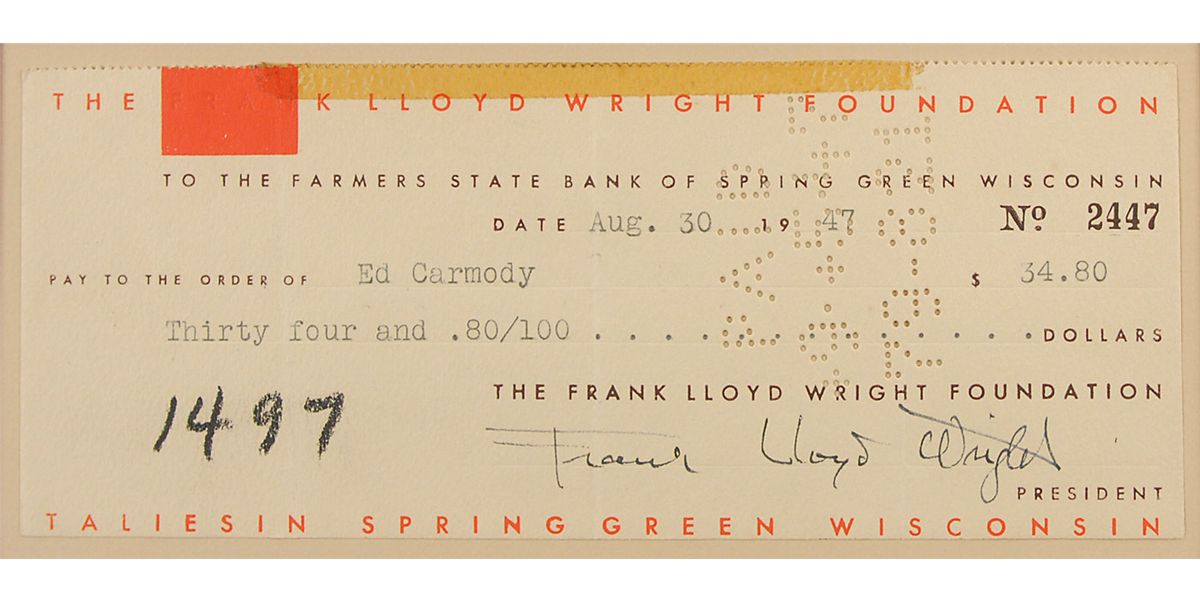 THE FRANK LLOYD WRIGHT FOUNDATION
TO THE FARMERS STATE BANK OF SPRING GREEN WISCONSIN
DATE Aug. 30 19 47 Nº 2447
PAY TO THE ORDER OF Ed Carmody $ 34.80
Thirty four and .80/100 . . . . . . . . . . . . DOLLARS
1497
THE FRANK LLOYD WRIGHT FOUNDATION
Frank Lloyd Wright
PRESIDENT
TALIESIN SPRING GREEN WISCONSIN
PAID